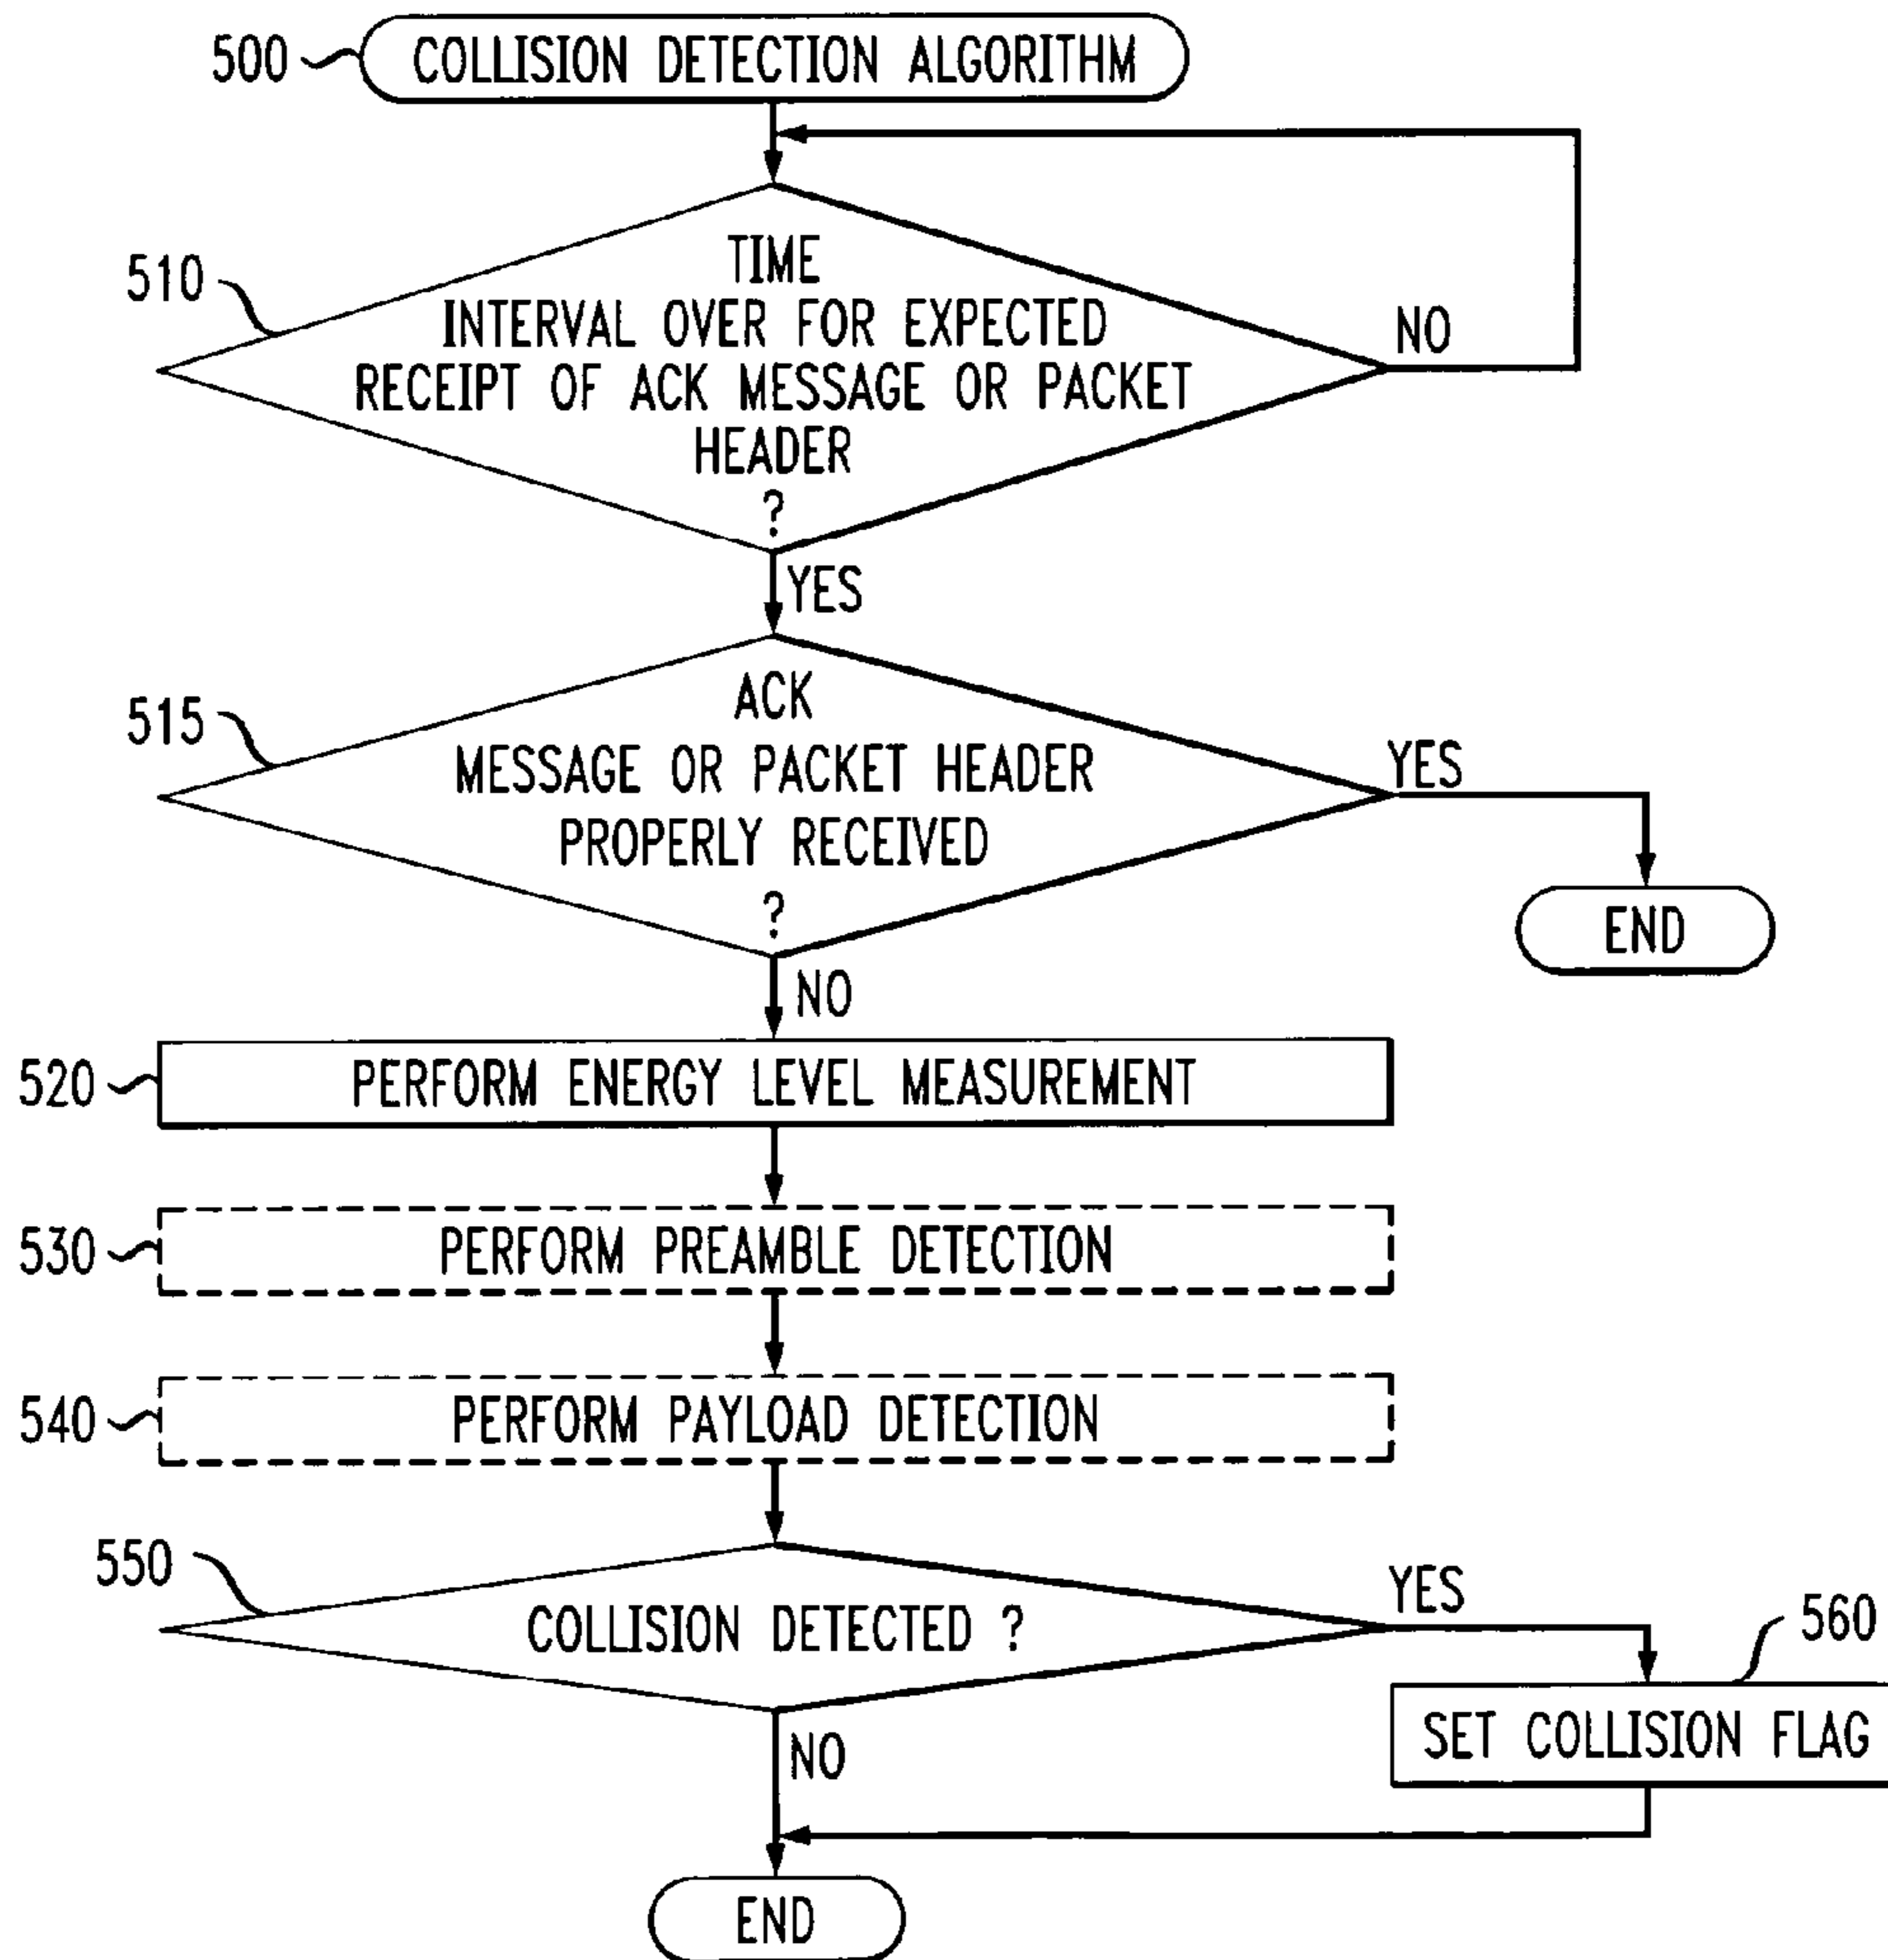 500
COLLISION DETECTION ALGORITHM
510
TIME
INTERVAL OVER FOR EXPECTED
RECEIPT OF ACK MESSAGE OR PACKET
HEADER
?
NO
YES
515
ACK
MESSAGE OR PACKET HEADER
PROPERLY RECEIVED
?
YES
END
NO
520
PERFORM ENERGY LEVEL MEASUREMENT
530
PERFORM PREAMBLE DETECTION
540
PERFORM PAYLOAD DETECTION
550
COLLISION DETECTED ?
YES
560
SET COLLISION FLAG
NO
END